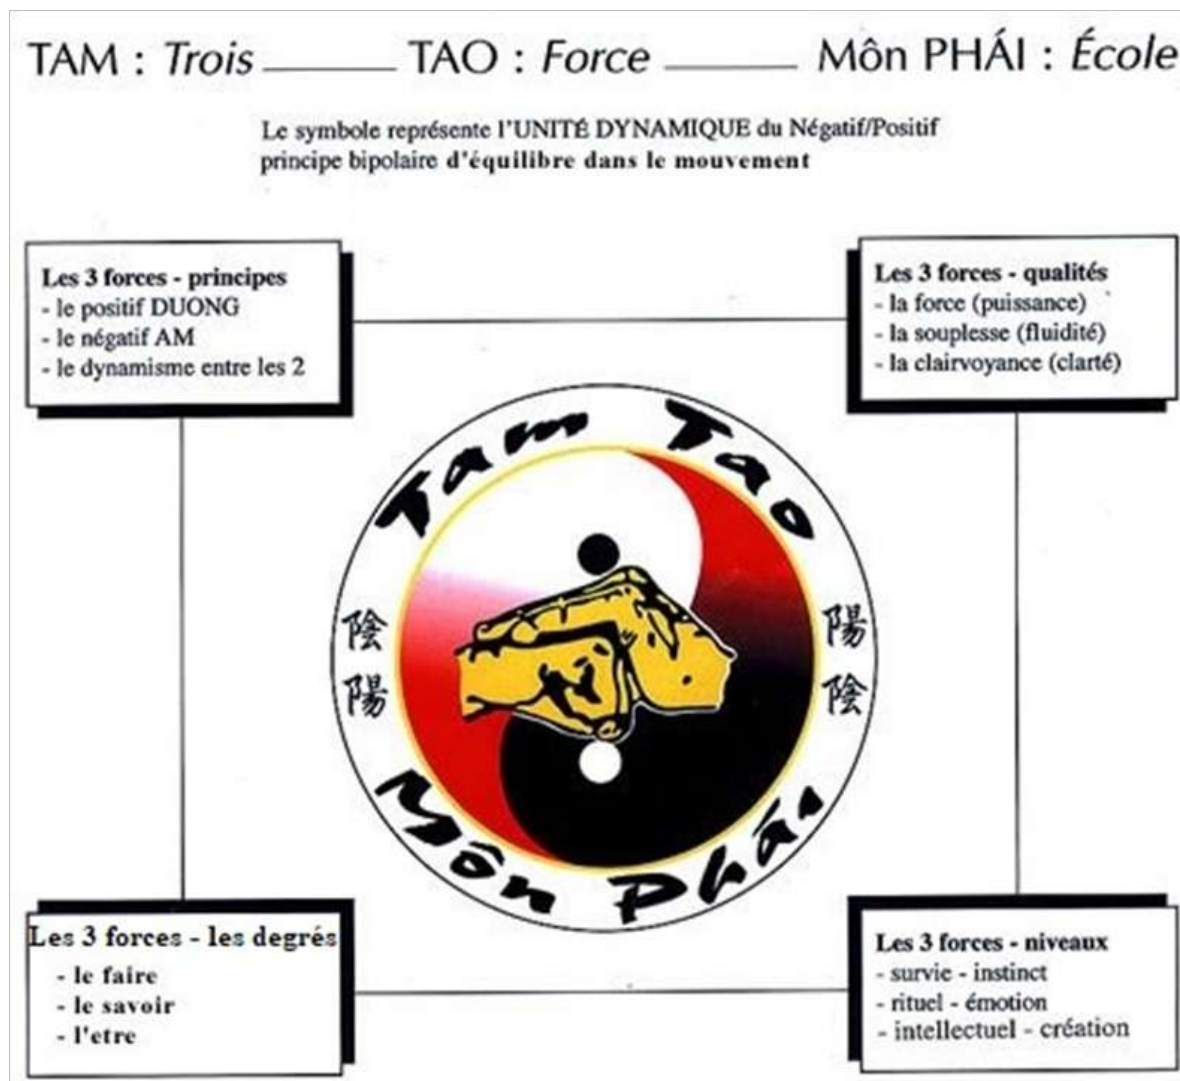 TAM : Trois TAO : Force Môn PHÁI : École
Le symbole représente l'UNITÉ DYNAMIQUE du Négatif/Positif
principe bipolaire d'équilibre dans le mouvement
Les 3 forces - principes
- le positif DUONG
- le négatif AM
- le dynamisme entre les 2
Les 3 forces - qualités
- la force (puissance)
- la souplesse (fluidité)
- la clairvoyance (clarté)
Tam Tao
陰
陽
陽
陰
Môn Phái
Les 3 forces - les degrés
- le faire
- le savoir
- l'etre
Les 3 forces - niveaux
- survie - instinct
- rituel - émotion
- intellectuel - création